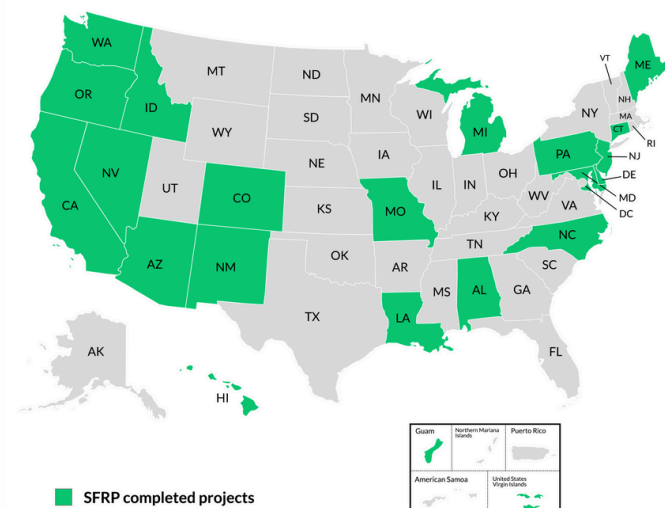 WA
ME
VT
MT
ND
OR
MN
NH
ID
WI
NY
MA
SD
CT
MI
RI
WY
PA
NJ
IA
NE
OH
DE
NV
IL
IN
UT
WV
MD
CO
VA
CA
KS
MO
DC
KY
NC
TN
OK
AZ
NM
AR
SC
MS
AL
GA
TX
LA
AK
FL
HI
Guam
Northern Mariana
Islands
Puerto Rico
American Samoa
United States
Virgin Islands
SFRP completed projects